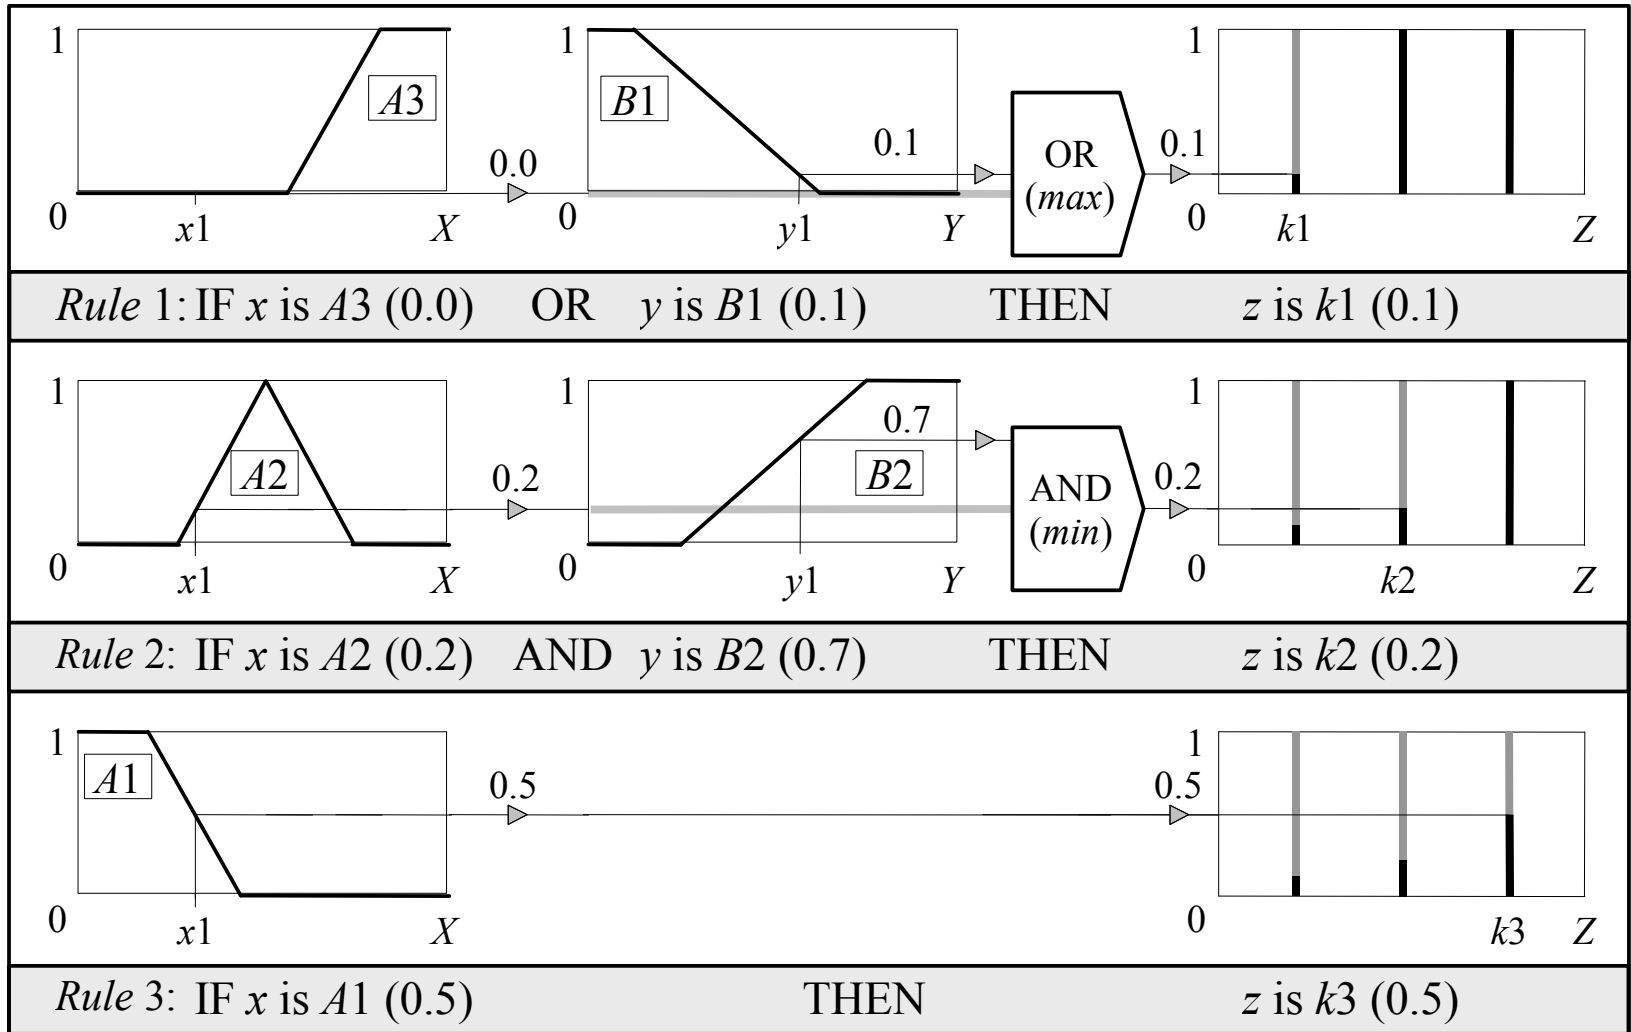 1 A3 0.0 1 B1 0.1 OR (max) 0.1 1
0 x1 X 0 y1 Y 0 k1 Z
Rule 1: IF x is A3 (0.0) OR y is B1 (0.1) THEN z is k1 (0.1)
1 A2 0.2 1 0.7 B2 AND (min) 0.2 1
0 x1 X 0 y1 Y 0 k2 Z
Rule 2: IF x is A2 (0.2) AND y is B2 (0.7) THEN z is k2 (0.2)
1 A1 0.5 0.5 1
0 x1 X 0 k3 Z
Rule 3: IF x is A1 (0.5) THEN z is k3 (0.5)